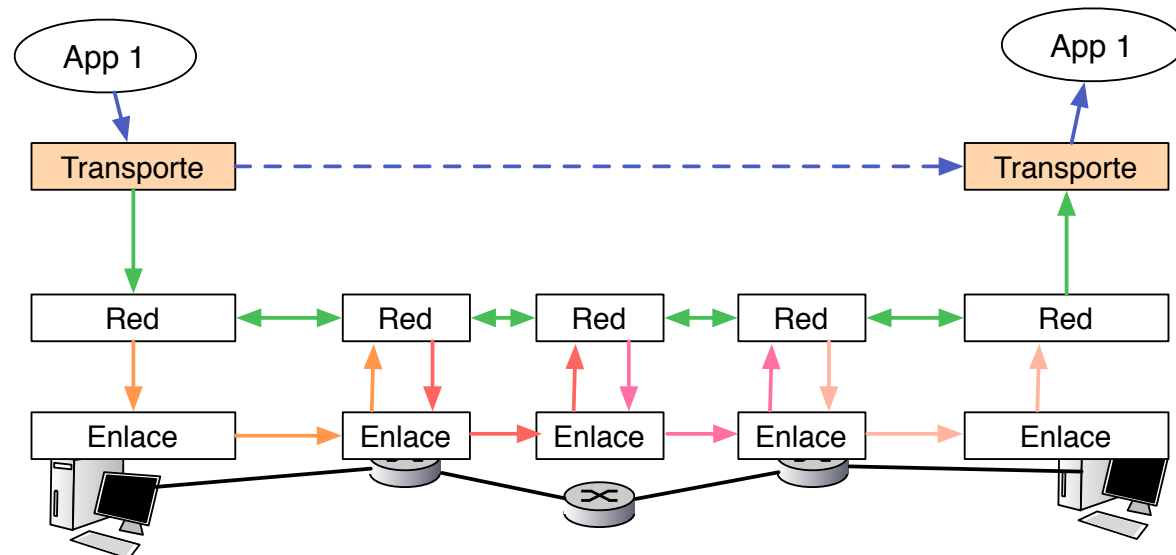 App 1
App 1
Transporte
Transporte
Red
Red
Red
Red
Red
Enlace
Enlace
Enlace
Enlace
Enlace